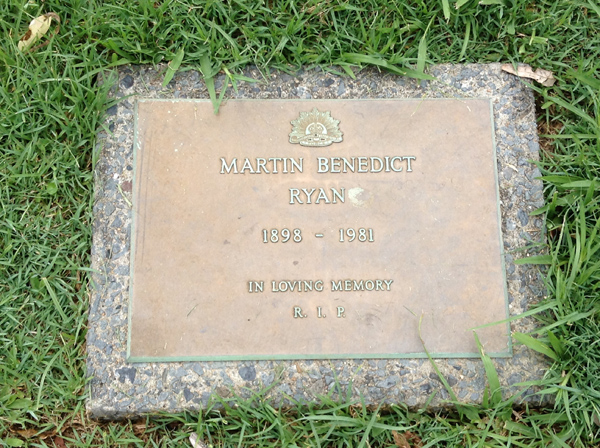 MARTIN BENEDICT
RYAN
1898 - 1981
IN LOVING MEMORY
R. I. P.